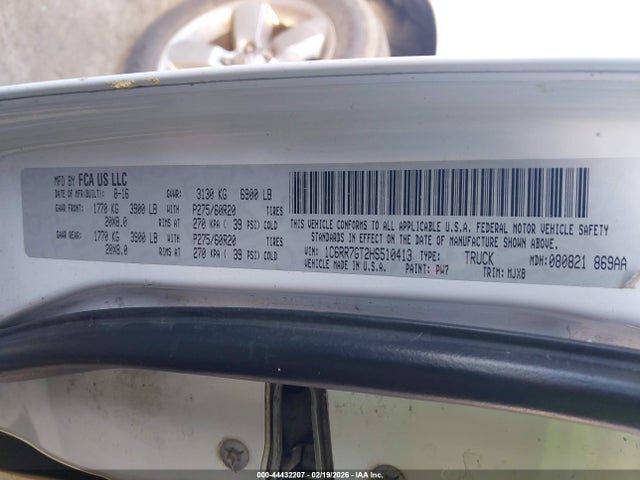 MFD BY FCA US LLC
DATE OF MFR(BUILT): 8-16 GVWR: 3130 KG 6900 LB
GAWR FRONT: 1770 KG 3900 LB WITH P275/60R20 TIRES
20X8.0 RIMS AT 270 KPA ( 39 PSI) COLD
GAWR REAR: 1770 KG 3900 LB WITH P275/60R20 TIRES
20X8.0 RIMS AT 270 KPA ( 39 PSI) COLD
THIS VEHICLE CONFORMS TO ALL APPLICABLE U.S.A. FEDERAL MOTOR VEHICLE SAFETY
STANDARDS IN EFFECT ON THE DATE OF MANUFACTURE SHOWN ABOVE.
VIN: 1C6RR7GT2HS510413 TYPE: TRUCK MDH: 080821 869AA
VEHICLE MADE IN U.S.A. PAINT: PW7 TRIM: MJX8
000-44432207 - 02/19/2026 - COPYRIGHT IAA, LLC